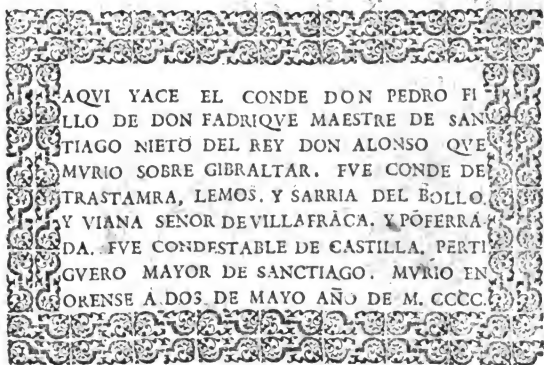 AQVI YACE EL CONDE DON PEDRO FI-
LLO DE DON FADRIQVE MAESTRE DE SAN
TIAGO NIETO DEL REY DON ALONSO QVE
MVRIO SOBRE GIBRALTAR. FVE CONDE DE
TRASTAMRA, LEMOS. Y SARRIA DEL BOLLO.
Y VIANA SEÑOR DE VILLAFRĀCA. Y PŌFERRA-
DA. FVE CONDESTABLE DE CASTILLA, PERTI
GVERO MAYOR DE SANCTIAGO. MVRIO EN
ORENSE A DOS DE MAYO AÑO DE M. CCCC.